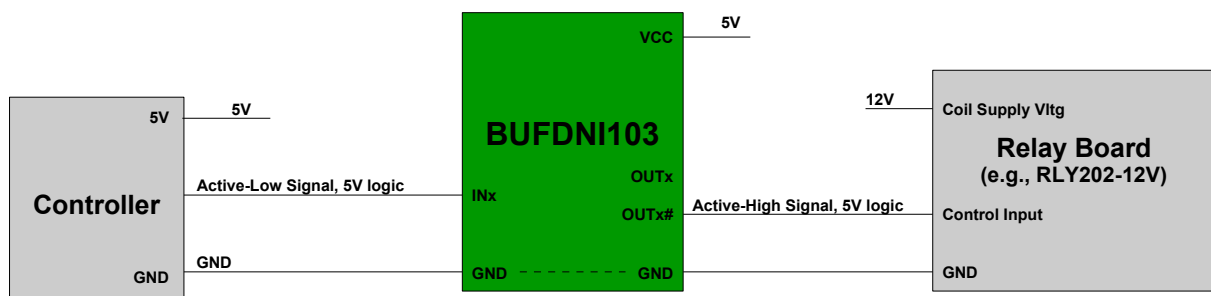 5V
VCC
12V
Coil Supply Vltg
5V
5V
BUFDNI103
Relay Board
(e.g., RLY202-12V)
OUTx
Active-Low Signal, 5V logic
INx
Controller
OUTx#
Active-High Signal, 5V logic
Control Input
GND
GND
GND
GND
GND